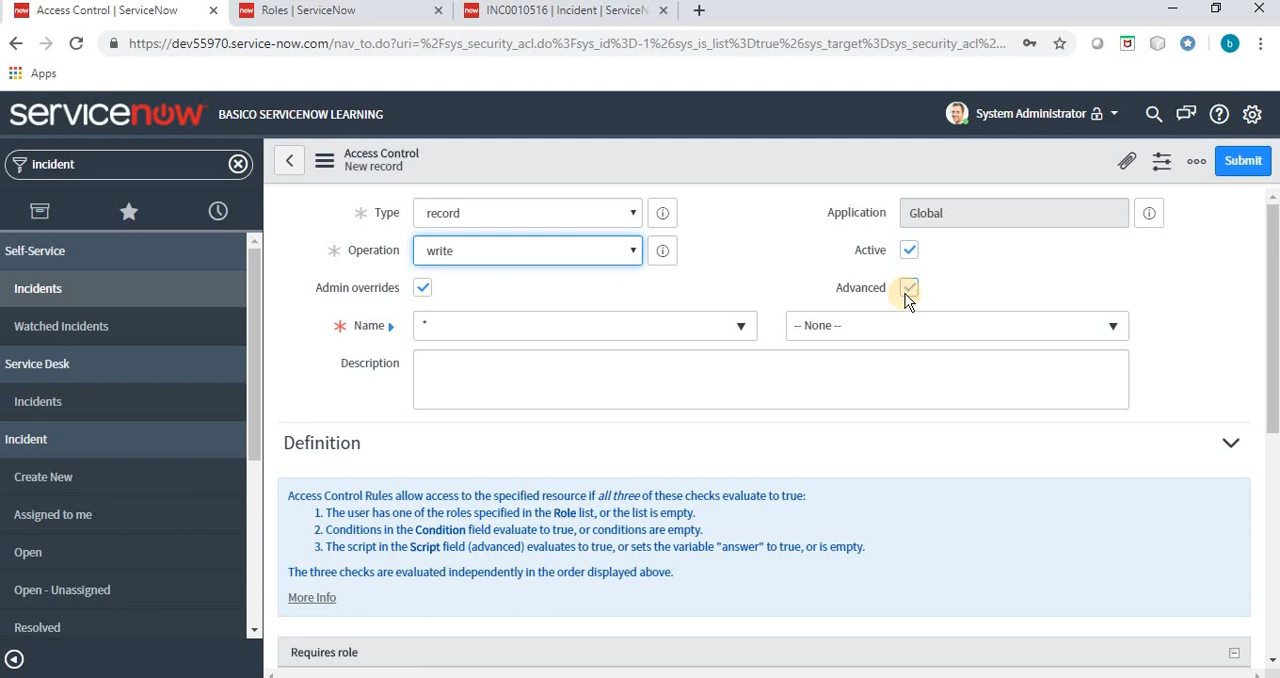 Access Control | ServiceNow
Roles | ServiceNow
INC0010516 | Incident | ServiceN
https://dev55970.service-now.com/nav_to.do?uri=%2Fsys_security_acl.do%3Fsys_id%3D-1%26sys_is_list%3Dtrue%26sys_target%3Dsys_security_acl%2...
b
Apps
servicenow BASICO SERVICENOW LEARNING
System Administrator
incident
Access Control
New record
Submit
Self-Service
Incidents
Watched Incidents
Service Desk
Incidents
Incident
Create New
Assigned to me
Open
Open - Unassigned
Resolved
* Type record
Application Global
* Operation write
Active
Admin overrides
Advanced
* Name *
-- None --
Description
Definition
Access Control Rules allow access to the specified resource if all three of these checks evaluate to true:
1. The user has one of the roles specified in the Role list, or the list is empty.
2. Conditions in the Condition field evaluate to true, or conditions are empty.
3. The script in the Script field (advanced) evaluates to true, or sets the variable "answer" to true, or is empty.
The three checks are evaluated independently in the order displayed above.
More Info
Requires role